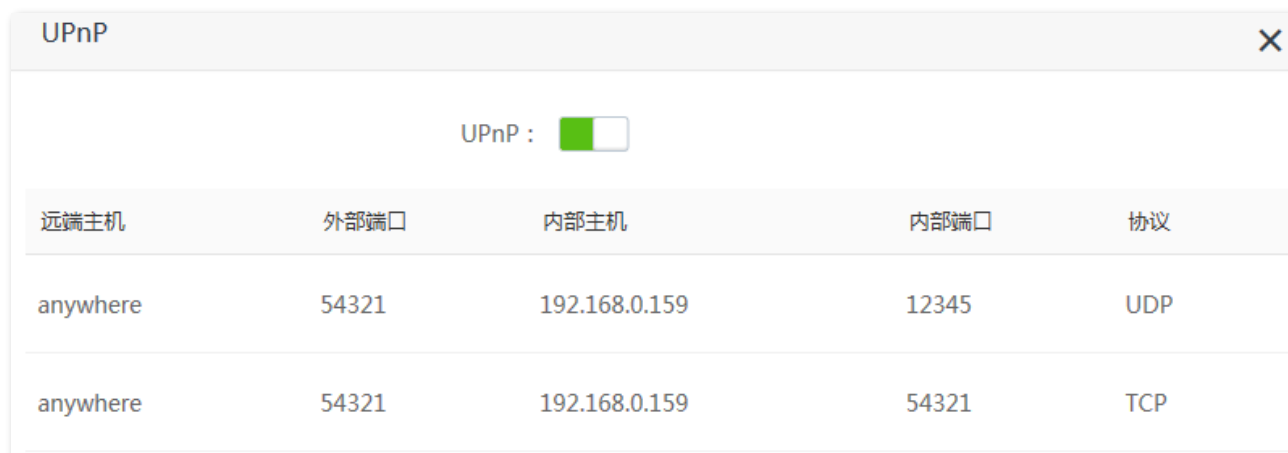 UPnP
UPnP：
远端主机 外部端口 内部主机 内部端口 协议
anywhere 54321 192.168.0.159 12345 UDP
anywhere 54321 192.168.0.159 54321 TCP